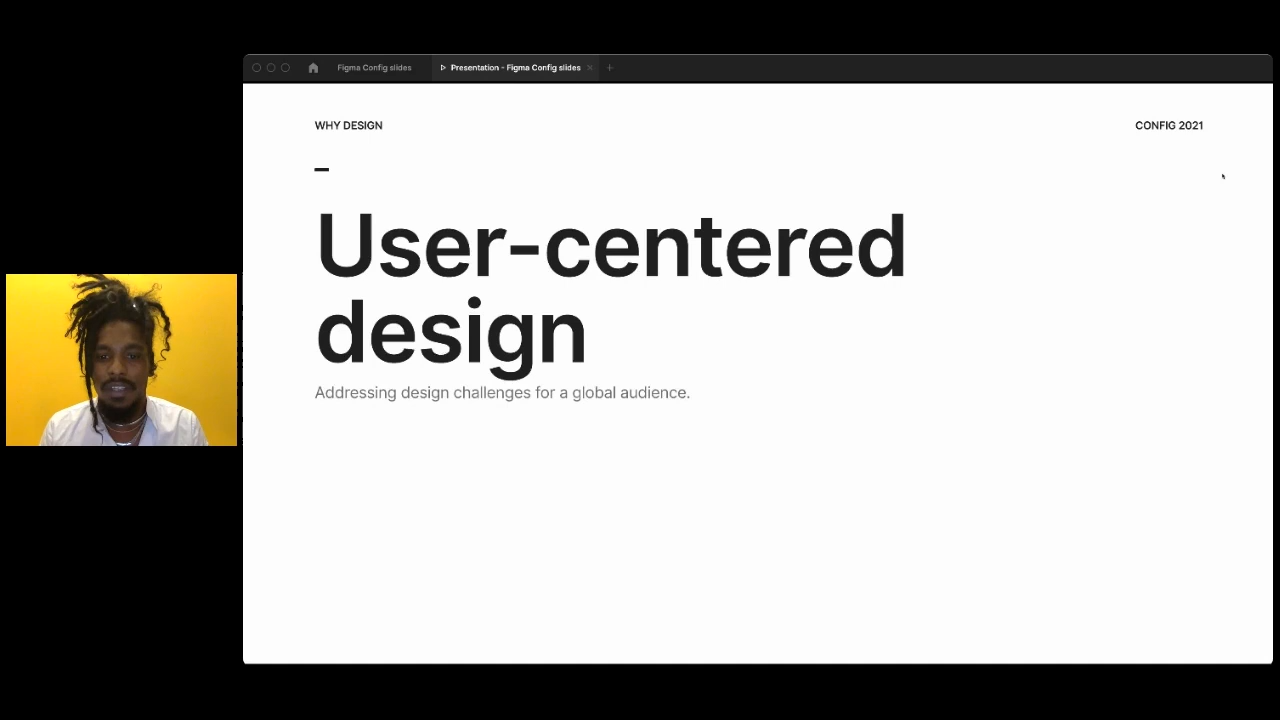 Figma Config slides
Presentation - Figma Config slides
WHY DESIGN
CONFIG 2021
User-centered
design
Addressing design challenges for a global audience.